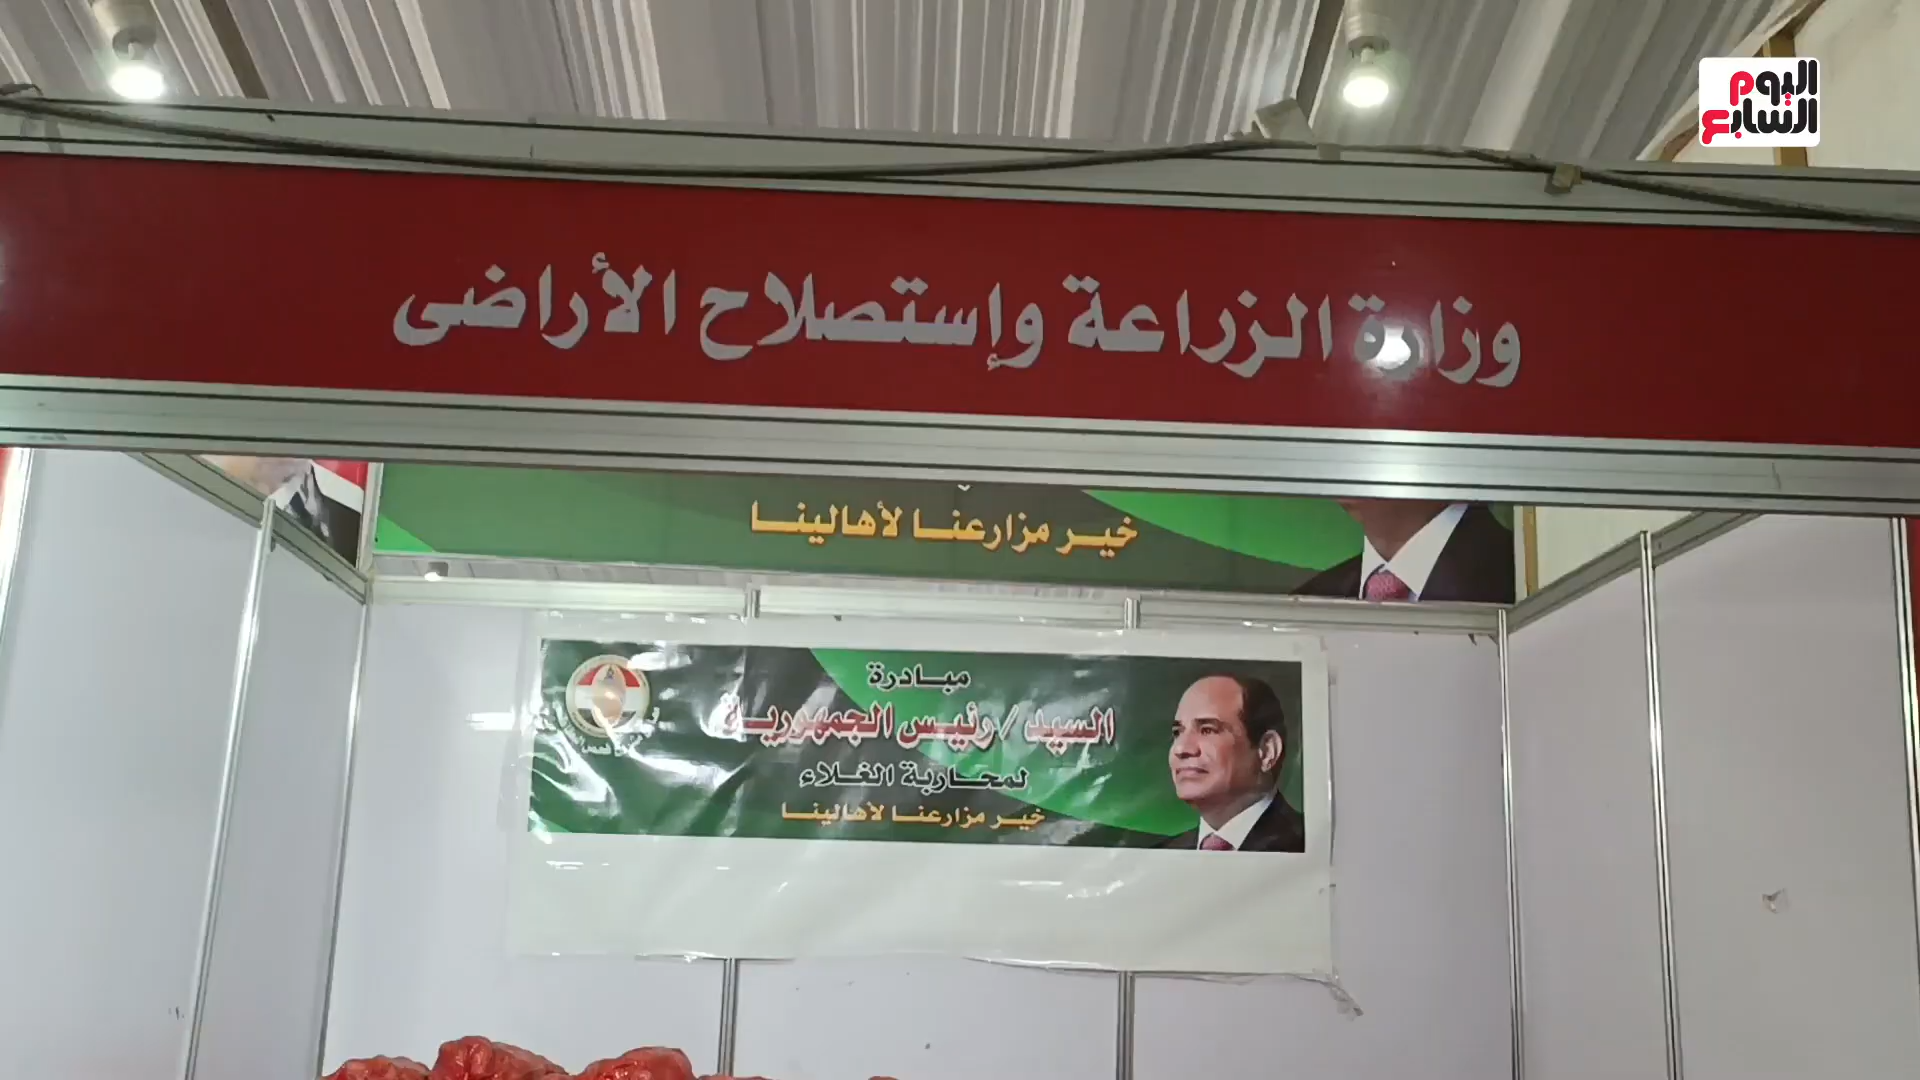 اليوم
السابع
وزارة الزراعة وإستصلاح الأراضى
خير مزارعنا لأهالينا
مبادرة
السيد / رئيس الجمهورية
لمحاربة الغلاء
خير مزارعنا لأهالينا